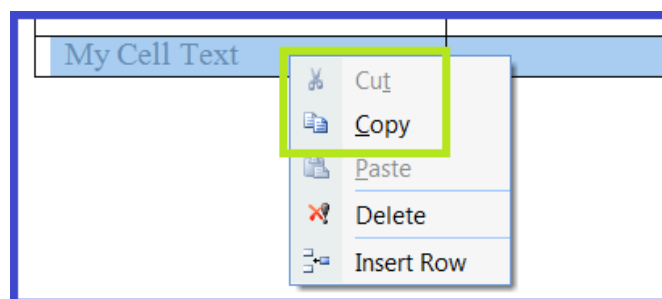 My Cell Text
Cut
Copy
Paste
Delete
Insert Row